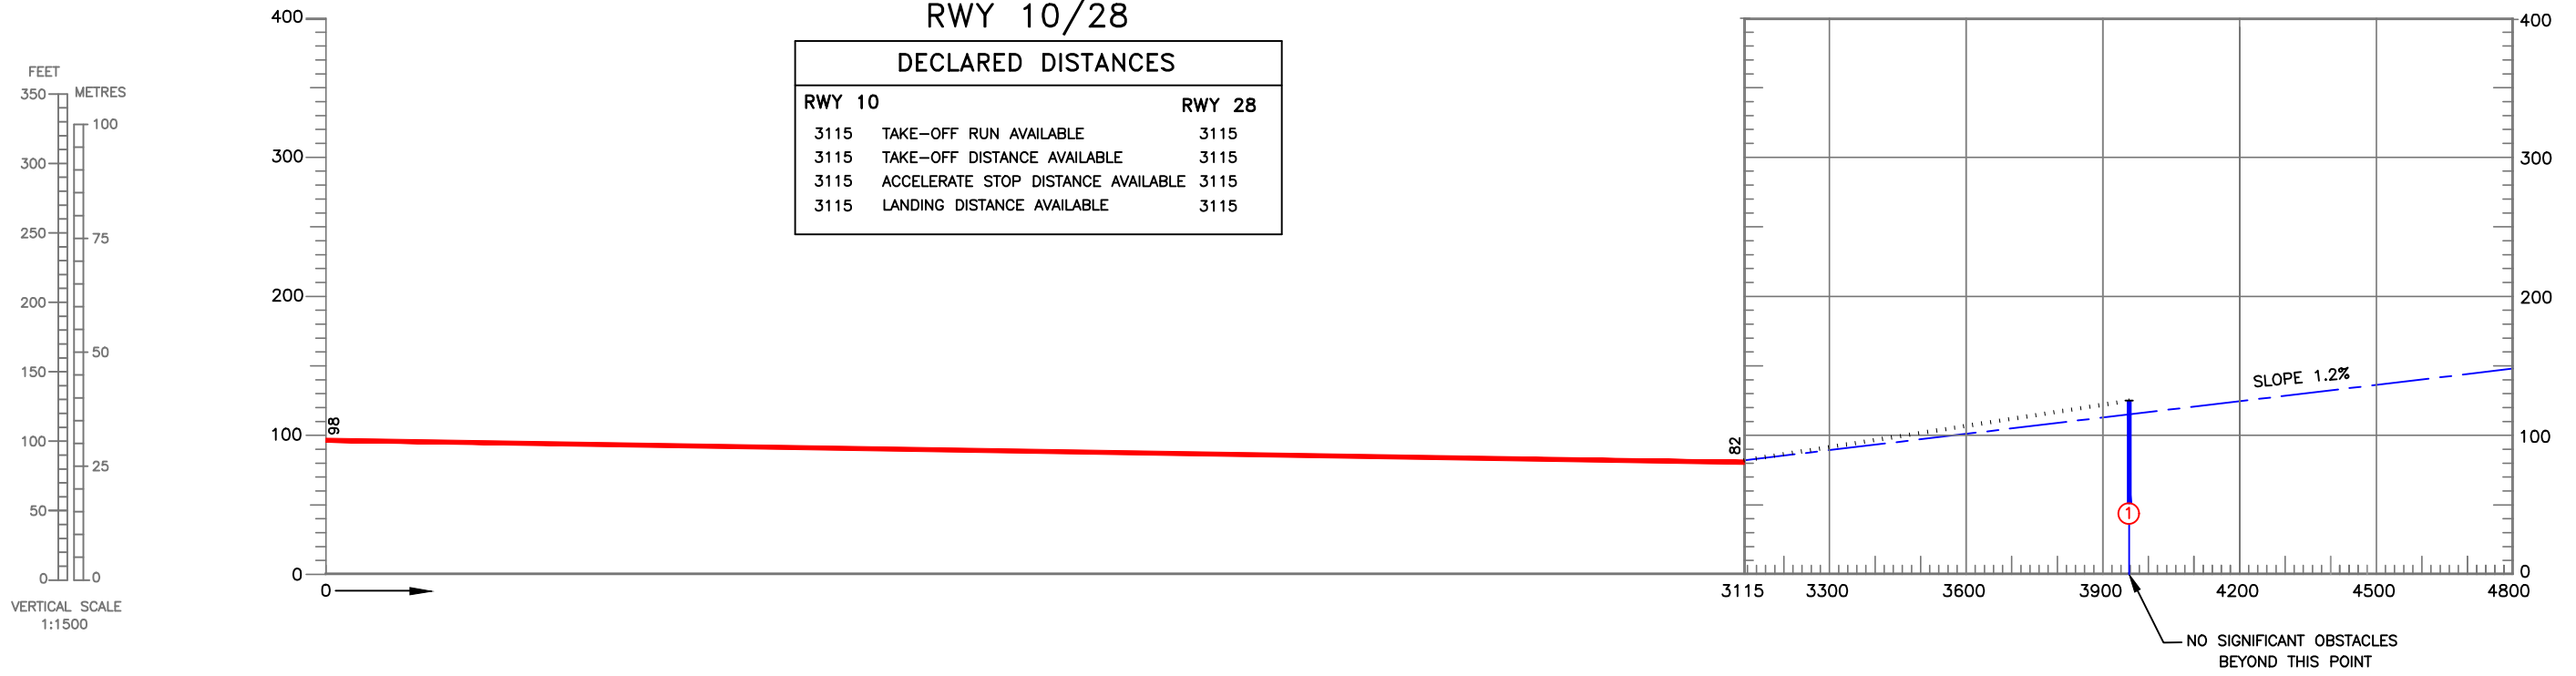 RWY 10/28
DECLARED DISTANCES
RWY 10 RWY 28
3115 TAKE-OFF RUN AVAILABLE 3115
3115 TAKE-OFF DISTANCE AVAILABLE 3115
3115 ACCELERATE STOP DISTANCE AVAILABLE 3115
3115 LANDING DISTANCE AVAILABLE 3115
FEET
350
300
250
200
150
100
50
0
METRES
100
75
50
25
0
VERTICAL SCALE
1:1500
400
300
200
100
0
98
82
SLOPE 1.2%
1
400
300
200
100
0
0 3115 3300 3600 3900 4200 4500 4800
NO SIGNIFICANT OBSTACLES
BEYOND THIS POINT